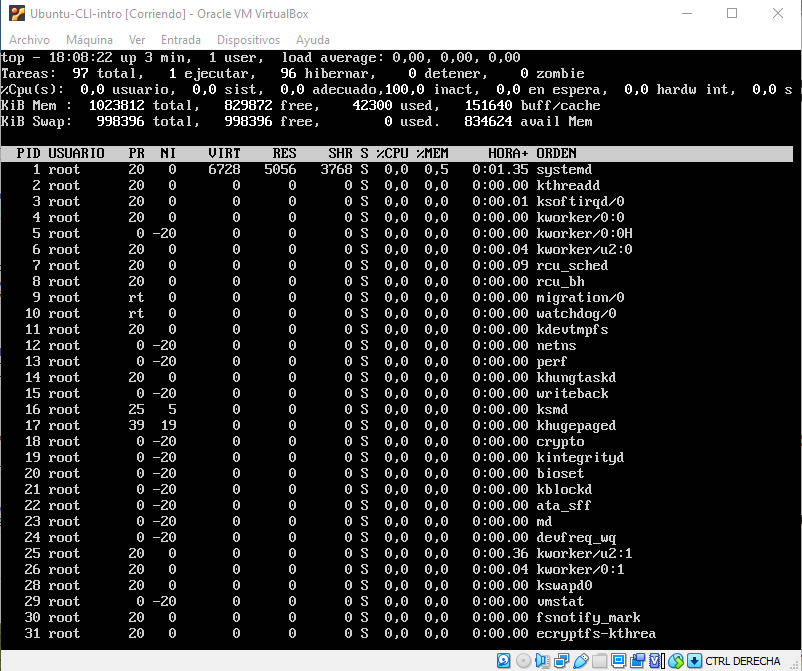 Ubuntu-CLI-intro [Corriendo] - Oracle VM VirtualBox
Archivo Máquina Ver Entrada Dispositivos Ayuda
top - 18:08:22 up 3 min,  1 user,  load average: 0,00, 0,00, 0,00
Tareas:  97 total,   1 ejecutar,   96 hibernar,    0 detener,    0 zombie
%Cpu(s):  0,0 usuario,  0,0 sist,  0,0 adecuado,100,0 inact,  0,0 en espera,  0,0 hardw int,  0,0 s
KiB Mem :  1023812 total,   829872 free,    42300 used,   151640 buff/cache
KiB Swap:   998396 total,   998396 free,        0 used.   834624 avail Mem
PID USUARIO   PR  NI    VIRT    RES    SHR S %CPU %MEM     HORA+ ORDEN
1 root      20   0    6728   5056   3768 S  0,0  0,5   0:01.35 systemd
2 root      20   0       0      0      0 S  0,0  0,0   0:00.00 kthreadd
3 root      20   0       0      0      0 S  0,0  0,0   0:00.01 ksoftirqd/0
4 root      20   0       0      0      0 S  0,0  0,0   0:00.00 kworker/0:0
5 root       0 -20       0      0      0 S  0,0  0,0   0:00.00 kworker/0:0H
6 root      20   0       0      0      0 S  0,0  0,0   0:00.04 kworker/u2:0
7 root      20   0       0      0      0 S  0,0  0,0   0:00.09 rcu_sched
8 root      20   0       0      0      0 S  0,0  0,0   0:00.00 rcu_bh
9 root      rt   0       0      0      0 S  0,0  0,0   0:00.00 migration/0
10 root      rt   0       0      0      0 S  0,0  0,0   0:00.00 watchdog/0
11 root      20   0       0      0      0 S  0,0  0,0   0:00.00 kdevtmpfs
12 root       0 -20       0      0      0 S  0,0  0,0   0:00.00 netns
13 root       0 -20       0      0      0 S  0,0  0,0   0:00.00 perf
14 root      20   0       0      0      0 S  0,0  0,0   0:00.00 khungtaskd
15 root       0 -20       0      0      0 S  0,0  0,0   0:00.00 writeback
16 root      25   5       0      0      0 S  0,0  0,0   0:00.00 ksmd
17 root      39  19       0      0      0 S  0,0  0,0   0:00.00 khugepaged
18 root       0 -20       0      0      0 S  0,0  0,0   0:00.00 crypto
19 root       0 -20       0      0      0 S  0,0  0,0   0:00.00 kintegrityd
20 root       0 -20       0      0      0 S  0,0  0,0   0:00.00 bioset
21 root       0 -20       0      0      0 S  0,0  0,0   0:00.00 kblockd
22 root       0 -20       0      0      0 S  0,0  0,0   0:00.00 ata_sff
23 root       0 -20       0      0      0 S  0,0  0,0   0:00.00 md
24 root       0 -20       0      0      0 S  0,0  0,0   0:00.00 devfreq_wq
25 root      20   0       0      0      0 S  0,0  0,0   0:00.36 kworker/u2:1
26 root      20   0       0      0      0 S  0,0  0,0   0:00.04 kworker/0:1
28 root      20   0       0      0      0 S  0,0  0,0   0:00.00 kswapd0
29 root       0 -20       0      0      0 S  0,0  0,0   0:00.00 vmstat
30 root      20   0       0      0      0 S  0,0  0,0   0:00.00 fsnotify_mark
31 root      20   0       0      0      0 S  0,0  0,0   0:00.00 ecryptfs-kthrea
CTRL DERECHA